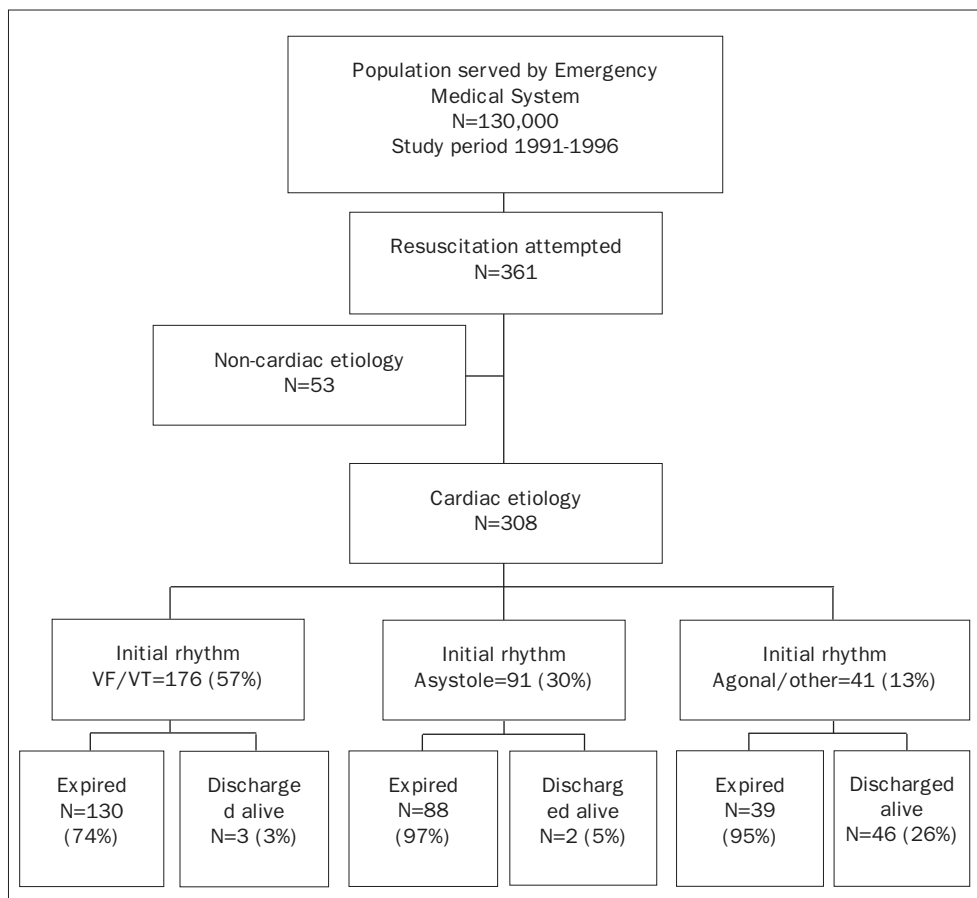 Population served by Emergency
Medical System
N=130,000
Study period 1991-1996
Resuscitation attempted
N=361
Non-cardiac etiology
N=53
Cardiac etiology
N=308
Initial rhythm
VF/VT=176 (57%)
Initial rhythm
Asystole=91 (30%)
Initial rhythm
Agonal/other=41 (13%)
Expired
N=130
(74%)
Discharge
d alive
N=3 (3%)
Expired
N=88
(97%)
Discharg
ed alive
N=2 (5%)
Expired
N=39
(95%)
Discharged
alive
N=46 (26%)